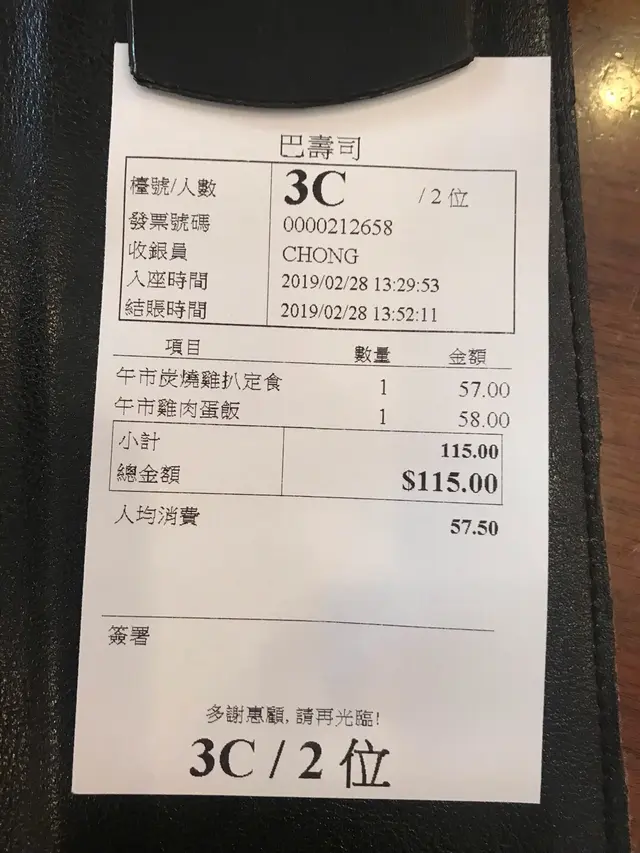 巴壽司
檯號/人數 3C / 2 位
發票號碼 0000212658
收銀員 CHONG
入座時間 2019/02/28 13:29:53
結賬時間 2019/02/28 13:52:11
項目 數量 金額
午市炭燒雞扒定食 1 57.00
午市雞肉蛋飯 1 58.00
小計 115.00
總金額 $115.00
人均消費 57.50
簽署
多謝惠顧, 請再光臨!
3C / 2 位